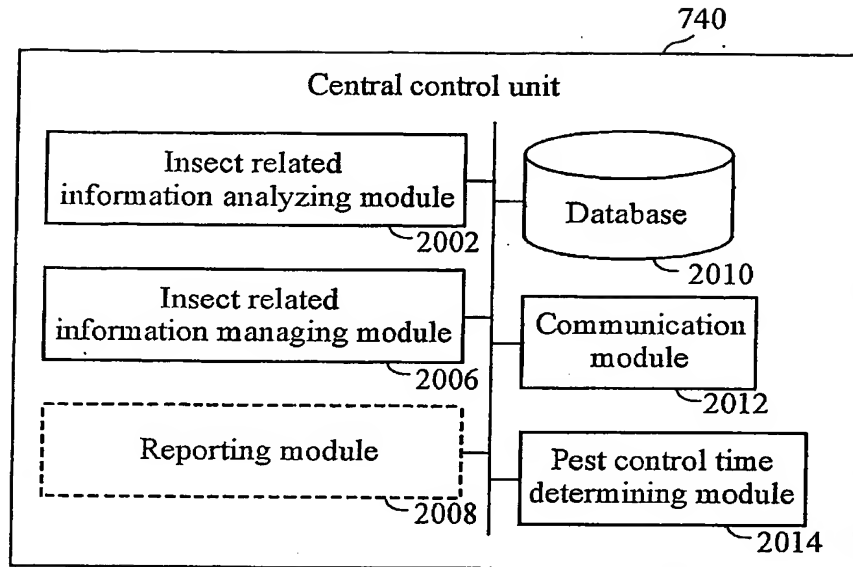 740
Central control unit
Insect related
information analyzing module
2002
Database
2010
Insect related
information managing module
2006
Communication
module
2012
Reporting module
2008
Pest control time
determining module
2014